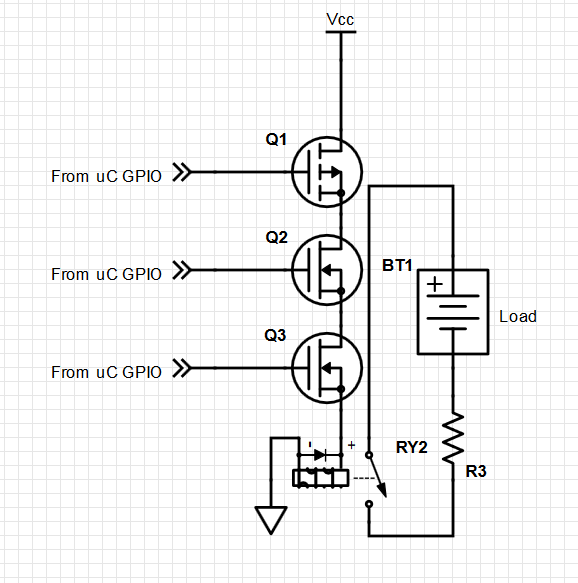 Vcc
Q1
From uC GPIO
Q2
From uC GPIO
BT1
+
Load
Q3
From uC GPIO
- +
RY2
R3